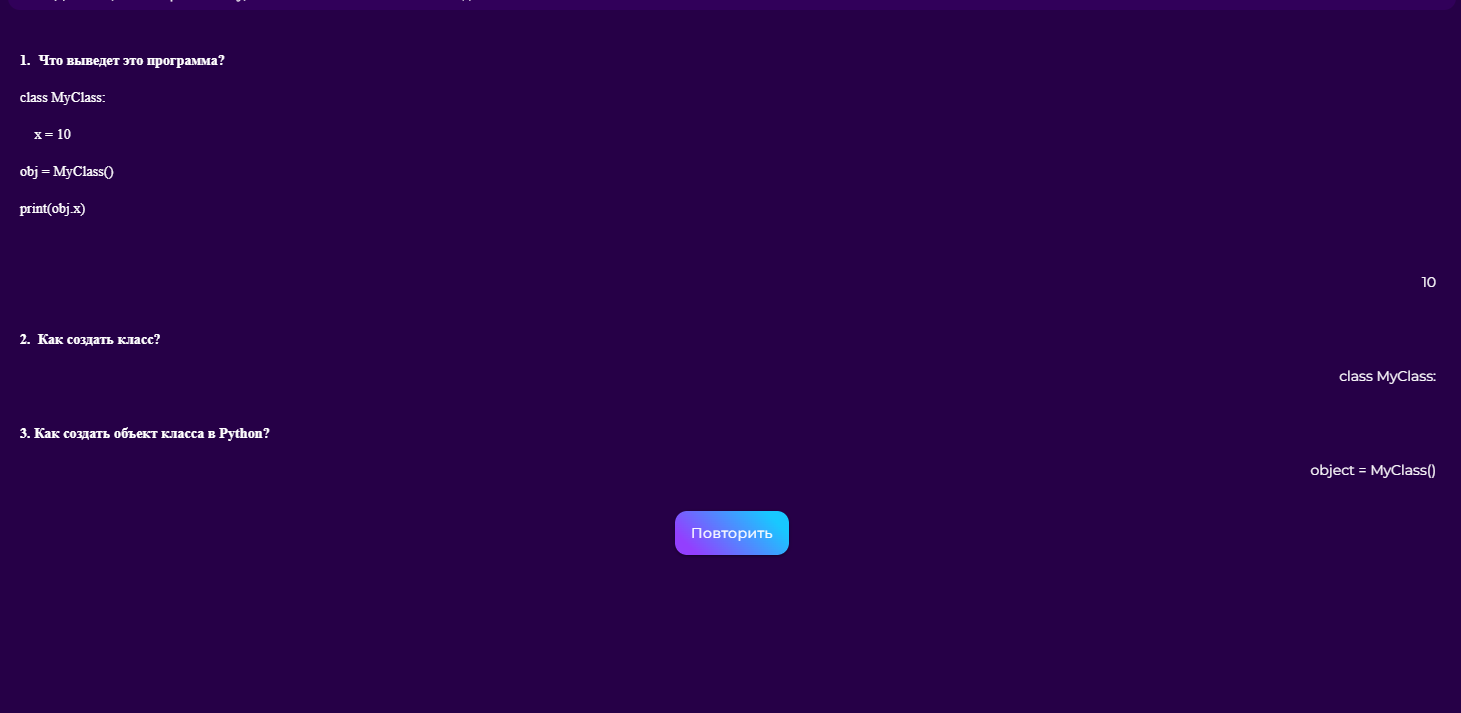 1. Что выведет это программа?
class MyClass:
x = 10
obj = MyClass()
print(obj.x)
10
2. Как создать класс?
class MyClass:
3. Как создать объект класса в Python?
object = MyClass()
Повторить